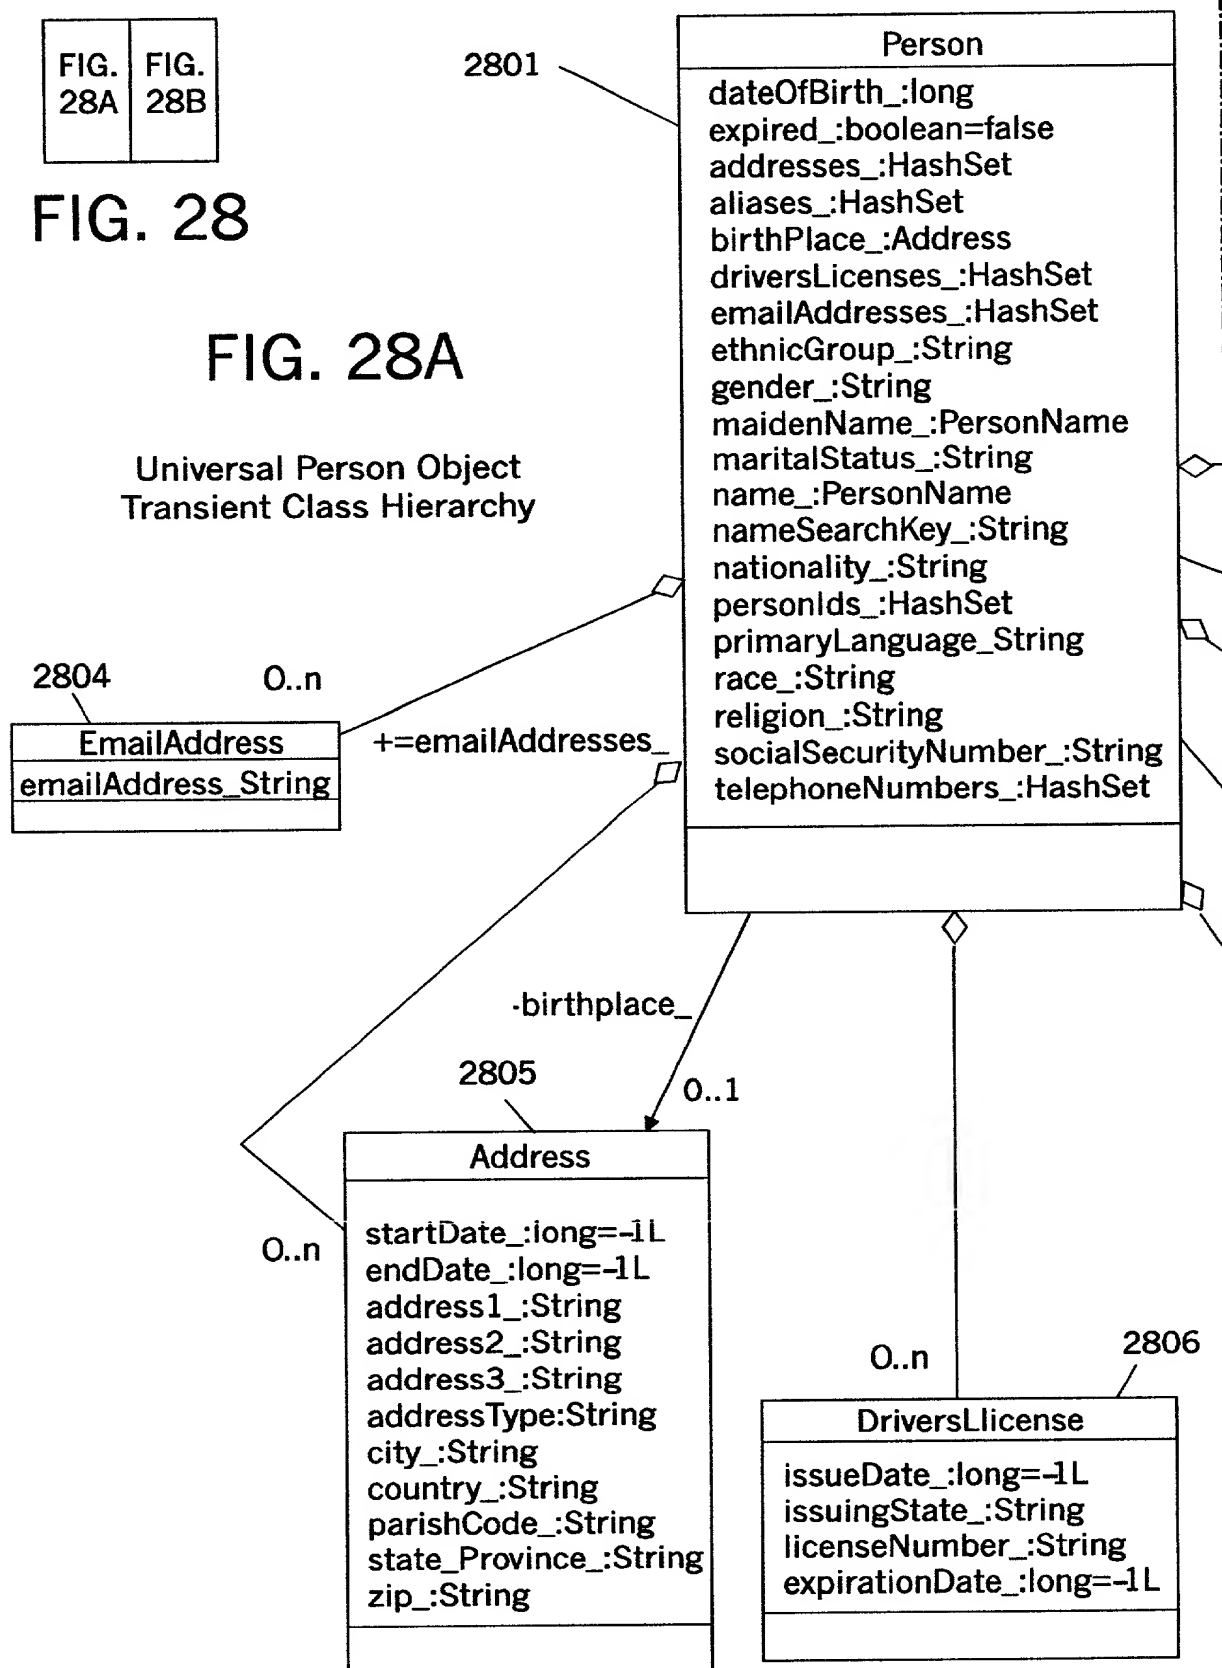 FIG. 28A
FIG. 28B
FIG. 28
FIG. 28A
Universal Person Object
Transient Class Hierarchy
2801
Person
dateOfBirth_:long
expired_:boolean=false
addresses_:HashSet
aliases_:HashSet
birthPlace_:Address
driversLicenses_:HashSet
emailAddresses_:HashSet
ethnicGroup_:String
gender_:String
maidenName_:PersonName
maritalStatus_:String
name_:PersonName
nameSearchKey_:String
nationality_:String
personIds_:HashSet
primaryLanguage_String
race_:String
religion_:String
socialSecurityNumber_:String
telephoneNumbers_:HashSet
2804
0..n
EmailAddress
emailAddress_String
+=emailAddresses_
-birthplace_
0..1
2805
Address
0..n
startDate_:long=-1L
endDate_:long=-1L
address1_:String
address2_:String
address3_:String
addressType:String
city_:String
country_:String
parishCode_:String
state_Province_:String
zip_:String
0..n
2806
DriversLlicense
issueDate_:long=-1L
issuingState_:String
licenseNumber_:String
expirationDate_:long=-1L